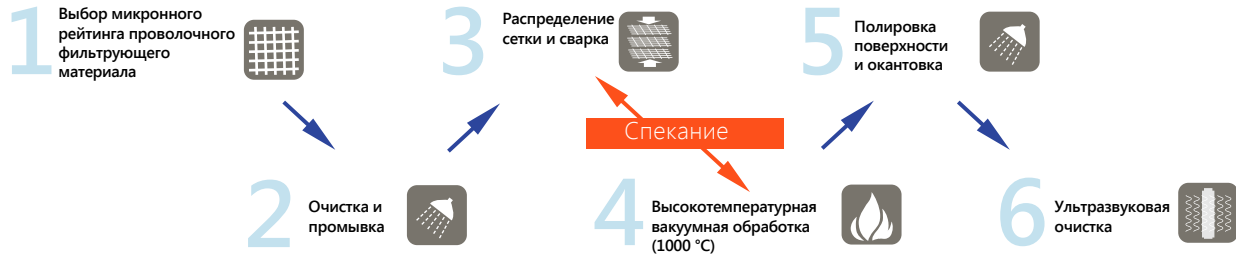 1
Выбор микронного
рейтинга проволочного
фильтрующего
материала
2
Очистка и
промывка
3
Распределение
сетки и сварка
Спекание
4
Высокотемпературная
вакуумная обработка
(1000 °C)
5
Полировка
поверхности
и окантовка
6
Ультразвуковая
очистка